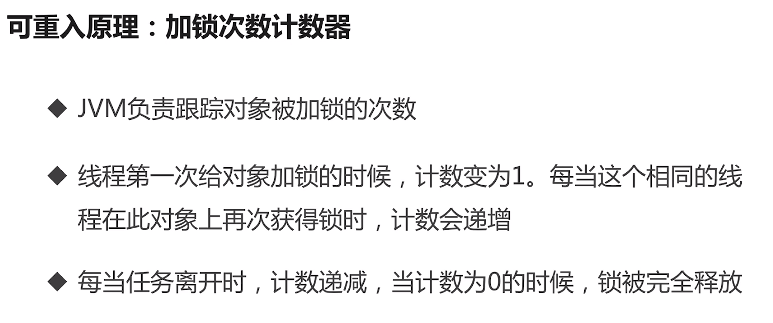 可重入原理：加锁次数计数器
◆ JVM负责跟踪对象被加锁的次数
◆ 线程第一次给对象加锁的时候，计数变为1。每当这个相同的线
程在此对象上再次获得锁时，计数会递增
◆ 每当任务离开时，计数递减，当计数为0的时候，锁被完全释放